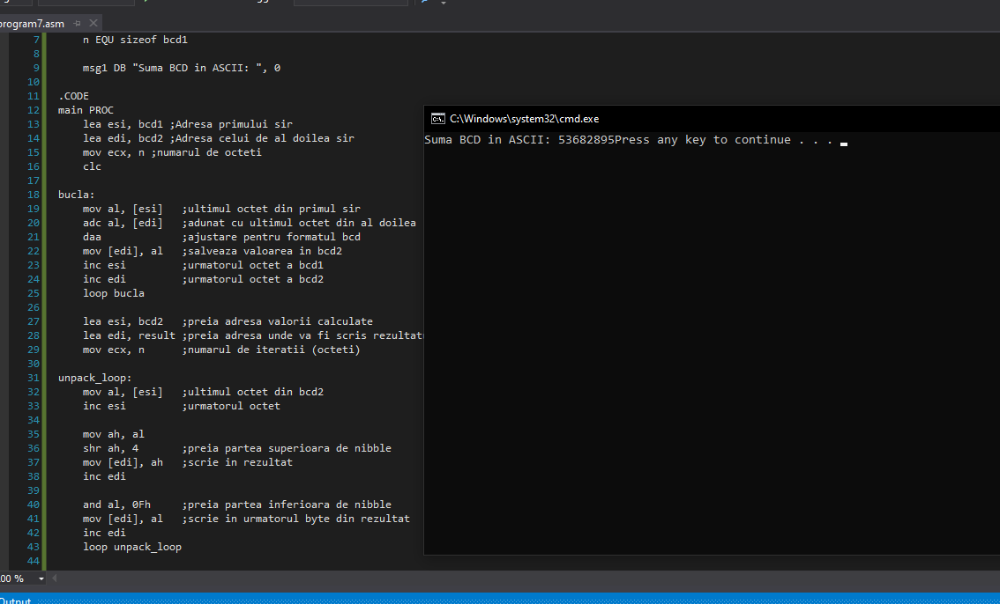 program7.asm
7 n EQU sizeof bcd1
8
9 msg1 DB "Suma BCD in ASCII: ", 0
10
11 .CODE
12 main PROC
13 lea esi, bcd1 ;Adresa primului sir
14 lea edi, bcd2 ;Adresa celui de al doilea sir
15 mov ecx, n ;numarul de octeti
16 clc
17
18 bucla:
19 mov al, [esi] ;ultimul octet din primul sir
20 adc al, [edi] ;adunat cu ultimul octet din al doilea
21 daa ;ajustare pentru formatul bcd
22 mov [edi], al ;salveaza valoarea in bcd2
23 inc esi ;urmatorul octet a bcd1
24 inc edi ;urmatorul octet a bcd2
25 loop bucla
26
27 lea esi, bcd2 ;preia adresa valorii calculate
28 lea edi, result ;preia adresa unde va fi scris rezultat
29 mov ecx, n ;numarul de iteratii (octeti)
30
31 unpack_loop:
32 mov al, [esi] ;ultimul octet din bcd2
33 inc esi ;urmatorul octet
34
35 mov ah, al
36 shr ah, 4 ;preia partea superioara de nibble
37 mov [edi], ah ;scrie in rezultat
38 inc edi
39
40 and al, 0Fh ;preia partea inferioara de nibble
41 mov [edi], al ;scrie in urmatorul byte din rezultat
42 inc edi
43 loop unpack_loop
44
C:\Windows\system32\cmd.exe
Suma BCD in ASCII: 53682895Press any key to continue . . .
00 %
Output